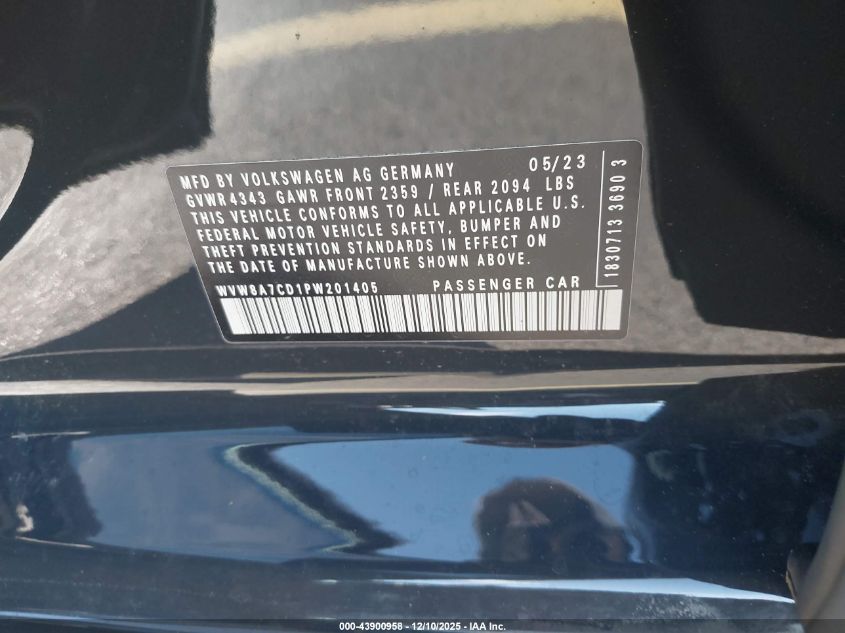 MFD BY VOLKSWAGEN AG GERMANY 05/23
GVWR 4343 GAWR FRONT 2359 / REAR 2094 LBS
THIS VEHICLE CONFORMS TO ALL APPLICABLE U.S.
FEDERAL MOTOR VEHICLE SAFETY, BUMPER AND
THEFT PREVENTION STANDARDS IN EFFECT ON
THE DATE OF MANUFACTURE SHOWN ABOVE.
WVW8A7CD1PW201405 PASSENGER CAR
1830713 3690 3
000-43900958 - 12/10/2025 - IAA Inc.